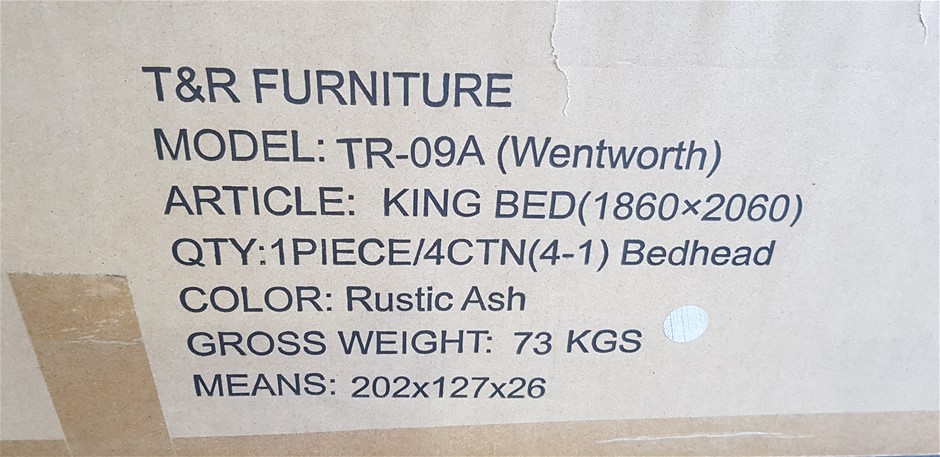 T&R FURNITURE
MODEL: TR-09A (Wentworth)
ARTICLE: KING BED(1860×2060)
QTY:1PIECE/4CTN(4-1) Bedhead
COLOR: Rustic Ash
GROSS WEIGHT: 73 KGS
MEANS: 202x127x26